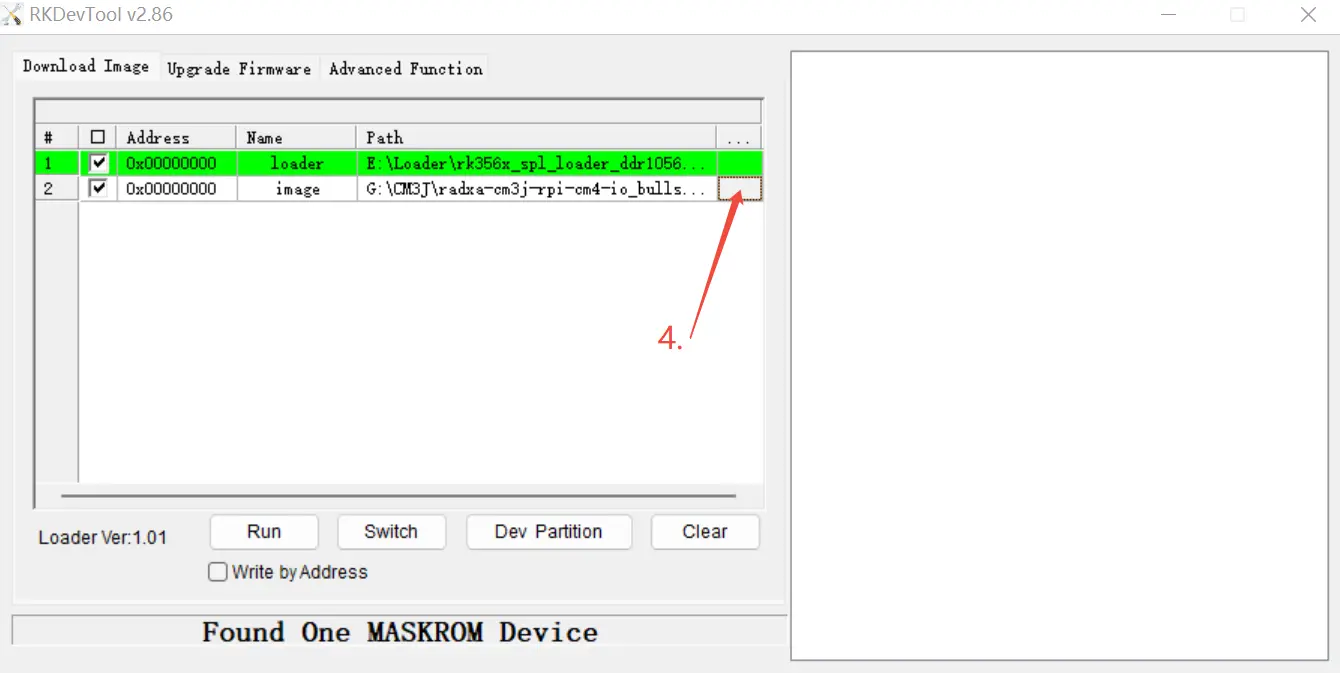 RKDevTool v2.86
Download Image Upgrade Firmware Advanced Function
# Address Name Path ...
1 0x00000000 loader E:\Loader\rk356x_spl_loader_ddr1056...
2 0x00000000 image G:\CM3J\radxa-cm3j-rpi-cm4-io_bulls...
4.
Loader Ver:1.01 Run Switch Dev Partition Clear
Write by Address
Found One MASKROM Device